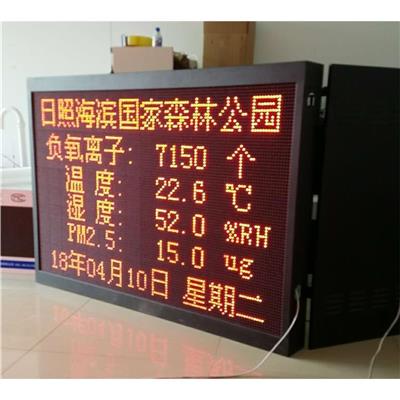 日照海滨国家森林公园
负氧离子: 7150 个
温 度: 22.6 ℃
湿 度: 52.0 %RH
PM2.5: 15.0 ug
18年04月10日 星期二